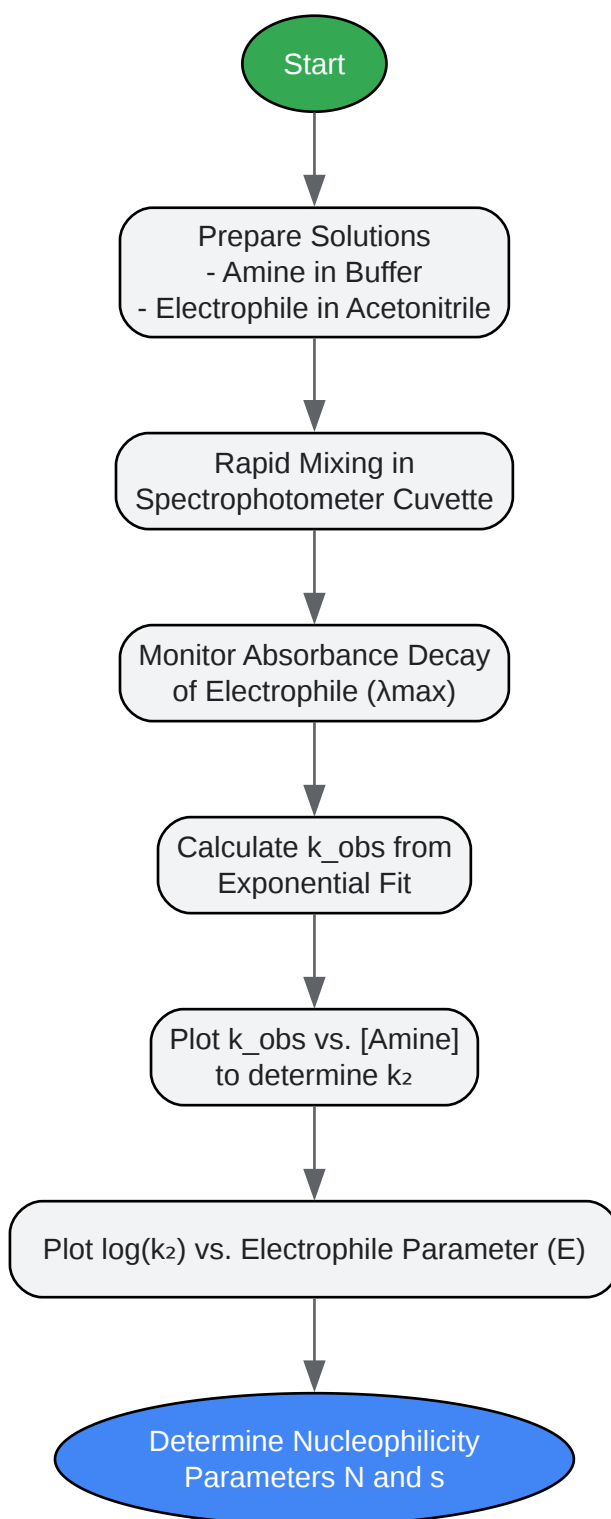 Start
Prepare Solutions
- Amine in Buffer
- Electrophile in Acetonitrile
Rapid Mixing in
Spectrophotometer Cuvette
Monitor Absorbance Decay
of Electrophile (λmax)
Calculate k_obs from
Exponential Fit
Plot k_obs vs. [Amine]
to determine k₂
Plot log(k₂) vs. Electrophile Parameter (E)
Determine Nucleophilicity
Parameters N and s